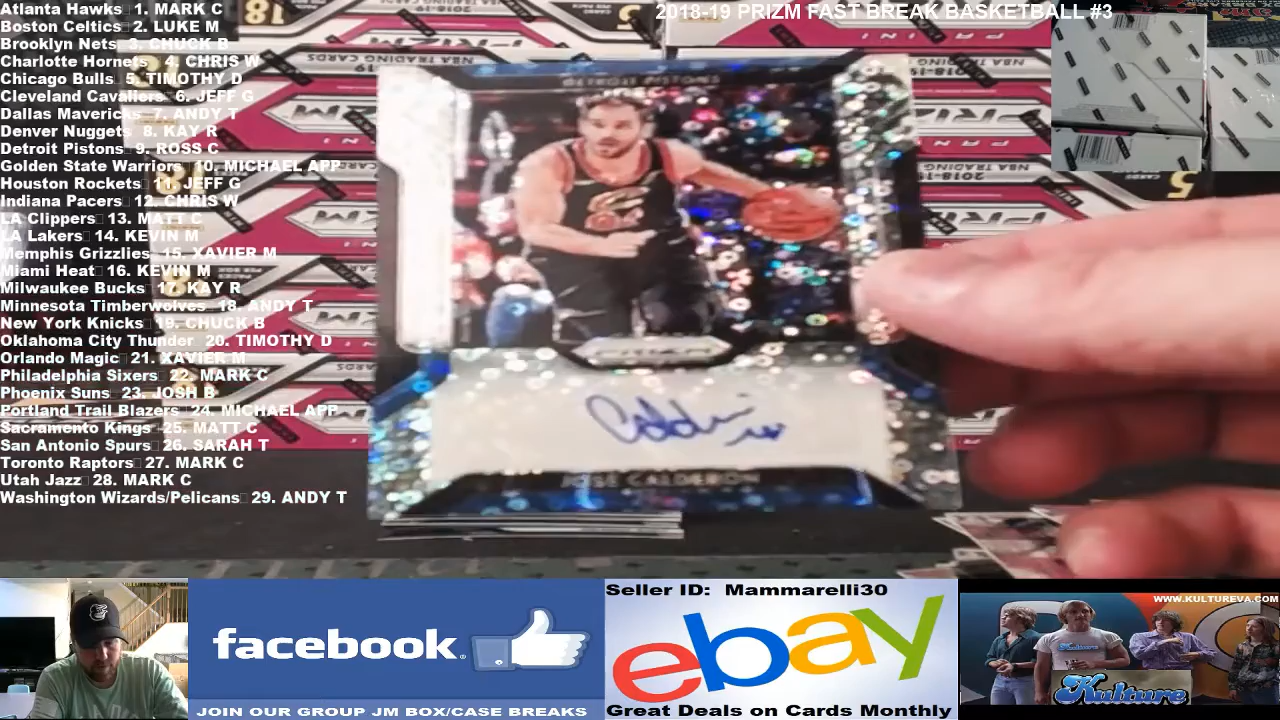 2018-19 PRIZM FAST BREAK BASKETBALL #3
Atlanta Hawks 1. MARK C
Boston Celtics 2. LUKE M
Brooklyn Nets 3. CHUCK B
Charlotte Hornets 4. CHRIS W
Chicago Bulls 5. TIMOTHY D
Cleveland Cavaliers 6. JEFF G
Dallas Mavericks 7. ANDY T
Denver Nuggets 8. KAY R
Detroit Pistons 9. ROSS C
Golden State Warriors 10. MICHAEL APP
Houston Rockets 11. JEFF G
Indiana Pacers 12. CHRIS W
LA Clippers 13. MATT C
LA Lakers 14. KEVIN M
Memphis Grizzlies 15. XAVIER M
Miami Heat 16. KEVIN M
Milwaukee Bucks 17. KAY R
Minnesota Timberwolves 18. ANDY T
New York Knicks 19. CHUCK B
Oklahoma City Thunder 20. TIMOTHY D
Orlando Magic 21. XAVIER M
Philadelphia Sixers 22. MARK C
Phoenix Suns 23. JOSH B
Portland Trail Blazers 24. MICHAEL APP
Sacramento Kings 25. MATT C
San Antonio Spurs 26. SARAH T
Toronto Raptors 27. MARK C
Utah Jazz 28. MARK C
Washington Wizards/Pelicans 29. ANDY T
DETROIT PISTONS
JOSE CALDERON
PRIZM
NBA TRADING
facebook
JOIN OUR GROUP JM BOX/CASE BREAKS
Seller ID: Mammarelli30
ebay
Great Deals on Cards Monthly
WWW.KULTUREVA.COM
Kulture